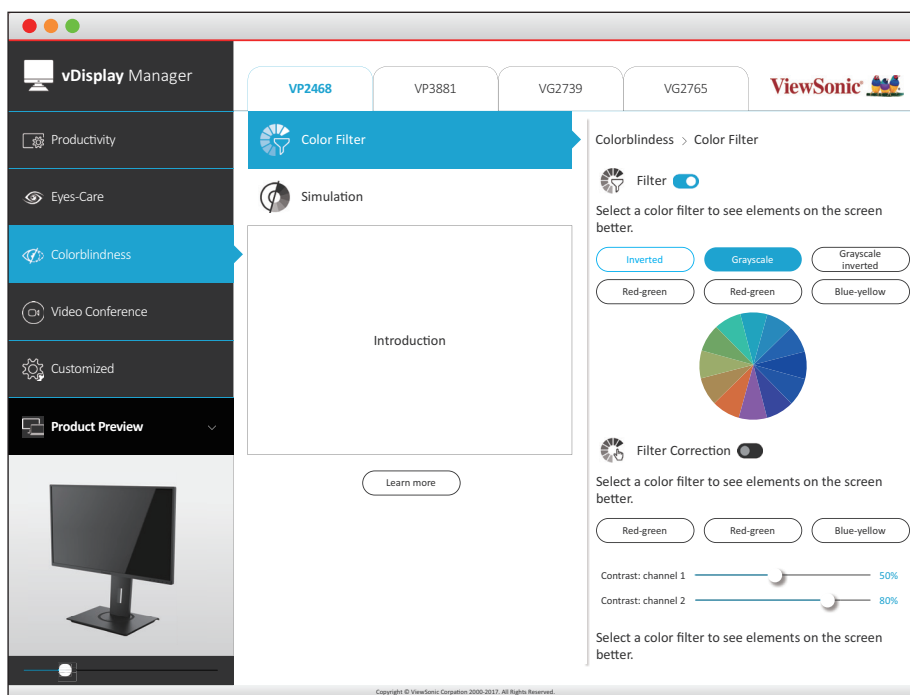 vDisplay Manager
VP2468
VP3881
VG2739
VG2765
ViewSonic
Productivity
Eyes-Care
Colorblindness
Video Conference
Customized
Product Preview
Color Filter
Simulation
Introduction
Learn more
Colorblindness > Color Filter
Filter
Select a color filter to see elements on the screen
better.
Inverted
Grayscale
Grayscale
inverted
Red-green
Red-green
Blue-yellow
Filter Correction
Select a color filter to see elements on the screen
better.
Red-green
Red-green
Blue-yellow
Contrast: channel 1
50%
Contrast: channel 2
80%
Select a color filter to see elements on the screen
better.
Copyright © ViewSonic Corpation 2000-2017. All Rights Reserved.